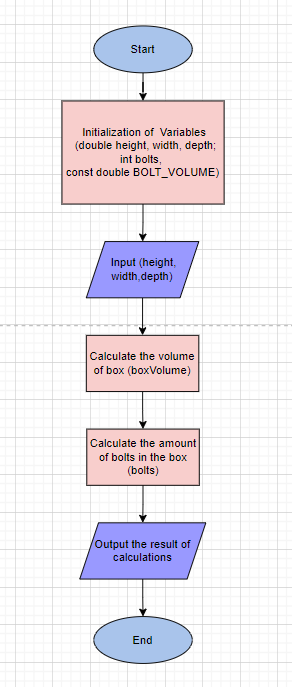 Start
Initialization of Variables
(double height, width, depth;
int bolts,
const double BOLT_VOLUME)
Input (height,
width,depth)
Calculate the volume
of box (boxVolume)
Calculate the amount
of bolts in the box
(bolts)
Output the result of
calculations
End